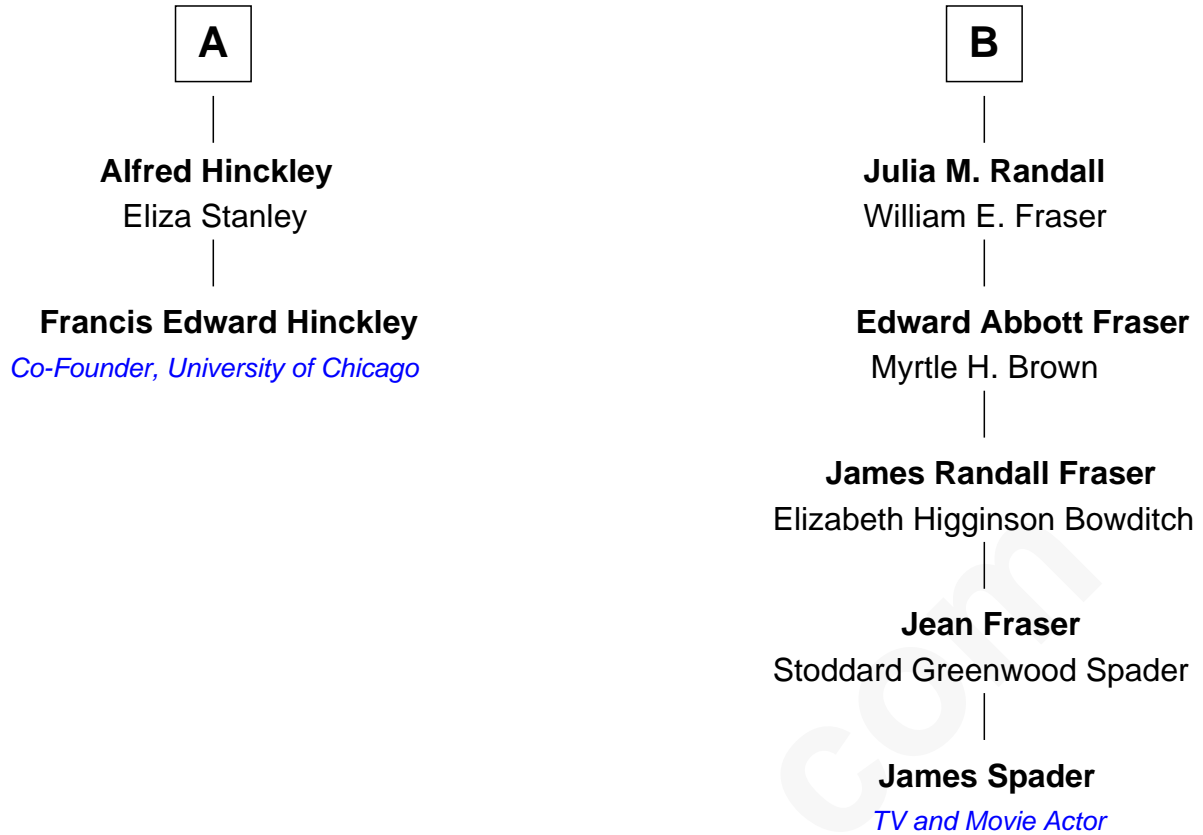 A
Alfred Hinckley
Eliza Stanley
Francis Edward Hinckley
Co-Founder, University of Chicago
B
Julia M. Randall
William E. Fraser
Edward Abbott Fraser
Myrtle H. Brown
James Randall Fraser
Elizabeth Higginson Bowditch
Jean Fraser
Stoddard Greenwood Spader
James Spader
TV and Movie Actor
com